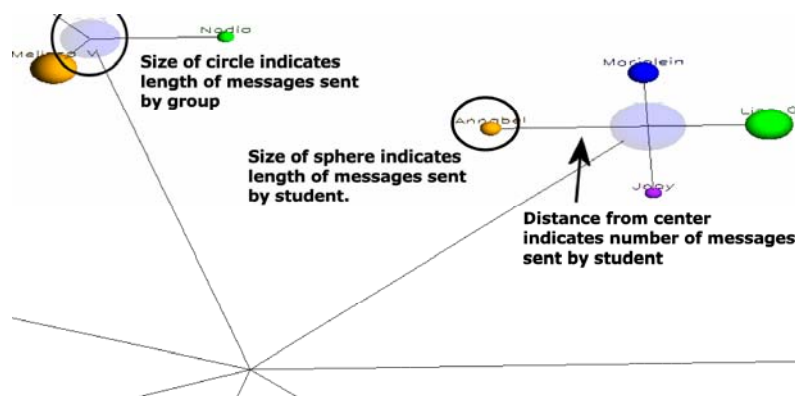 Nadia
Size of circle indicates
length of messages sent
by group
Marjolein
Annabel
Size of sphere indicates
length of messages sent
by student.
Joey
Distance from center
indicates number of messages
sent by student